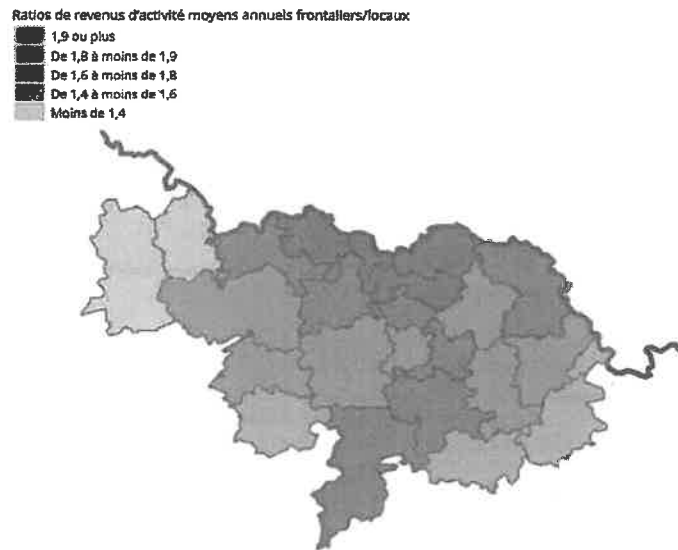 Ratios de revenus d'activité moyens annuels frontaliers/locaux
1,9 ou plus
De 1,8 à moins de 1,9
De 1,6 à moins de 1,8
De 1,4 à moins de 1,6
Moins de 1,4